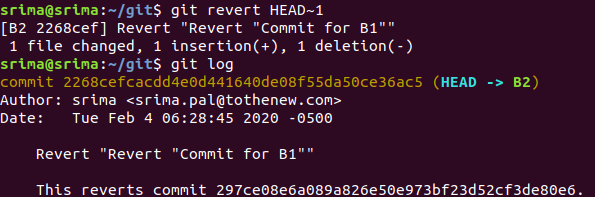 srima@srima:~/git$ git revert HEAD~1
[B2 2268cef] Revert "Revert "Commit for B1""
 1 file changed, 1 insertion(+), 1 deletion(-)
srima@srima:~/git$ git log
commit 2268cefcacdd4e0d441640de08f55da50ce36ac5 (HEAD -> B2)
Author: srima <srima.pal@tothenew.com>
Date:   Tue Feb 4 06:28:45 2020 -0500
    Revert "Revert "Commit for B1""
    This reverts commit 297ce08e6a089a826e50e973bf23d52cf3de80e6.